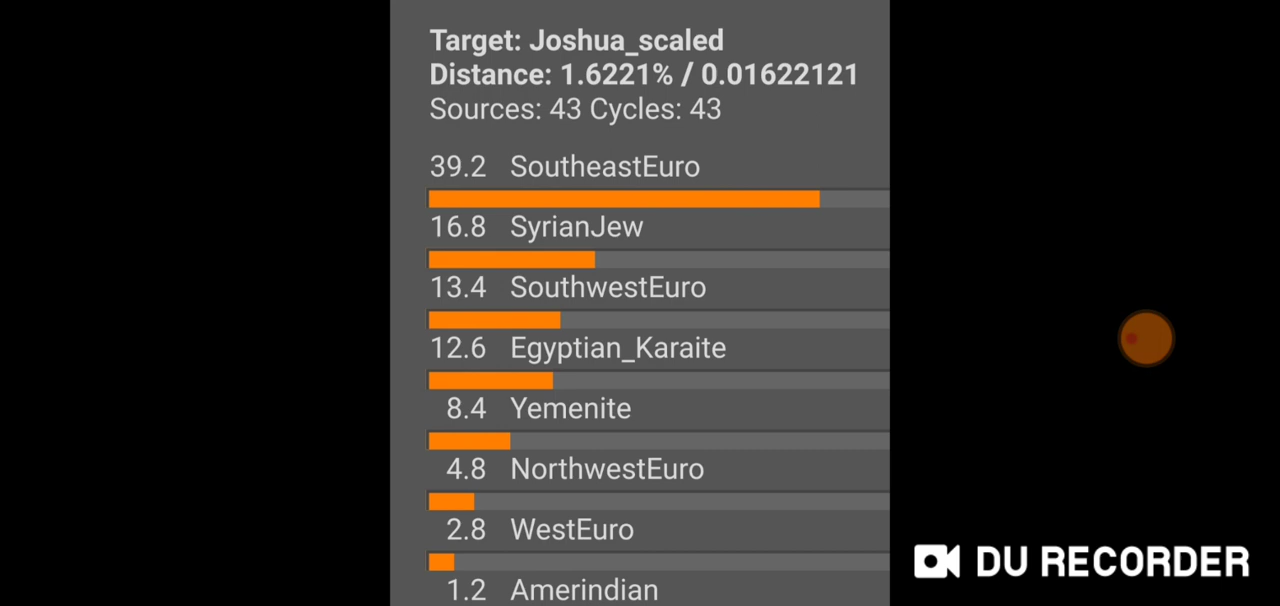 Target: Joshua_scaled
Distance: 1.6221% / 0.01622121
Sources: 43 Cycles: 43
39.2 SoutheastEuro
16.8 SyrianJew
13.4 SouthwestEuro
12.6 Egyptian_Karaite
8.4 Yemenite
4.8 NorthwestEuro
2.8 WestEuro
1.2 Amerindian
DU RECORDER